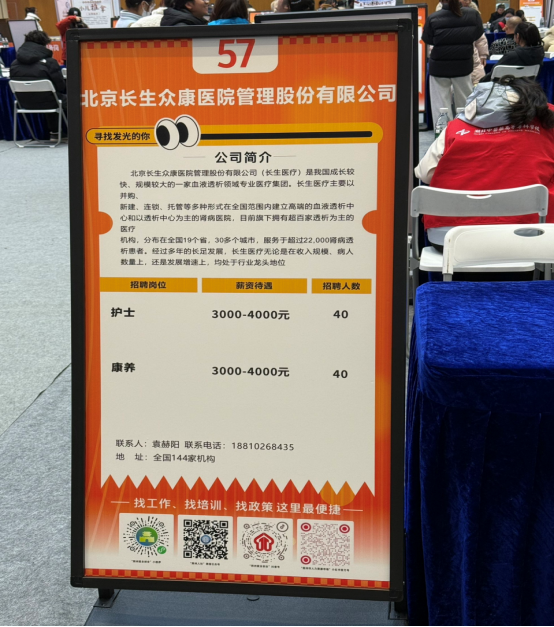 57
北京长生众康医院管理股份有限公司
寻找发光的你
公司简介
北京长生众康医院管理股份有限公司（长生医疗）是我国成长较
快、规模较大的一家血液透析领域专业医疗集团。长生医疗主要以
并购、
新建、连锁、托管等多种形式在全国范围内建立高端的血液透析中
心和以透析中心为主的肾病医院，目前旗下拥有超百家透析为主的
医疗
机构，分布在全国19个省，30多个城市，服务于超过22,000肾病透
析患者。经过多年的长足发展，长生医疗无论是在收入规模、病人
数量上，还是发展增速上，均处于行业龙头地位
招聘岗位 薪资待遇 招聘人数
护士 3000-4000元 40
康养 3000-4000元 40
联系人：袁赫阳 联系电话：18810268435
地 址：全国144家机构
找工作、找培训、找政策 这里最便捷